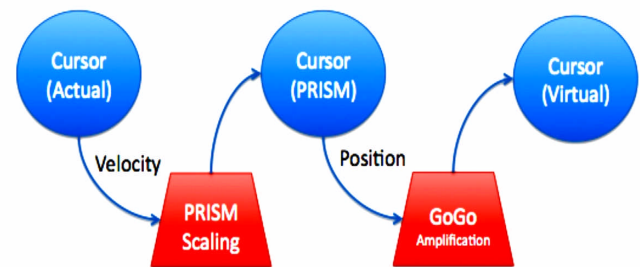 Cursor
(Actual)
Velocity
PRISM
Scaling
Cursor
(PRISM)
Position
GoGo
Amplification
Cursor
(Virtual)